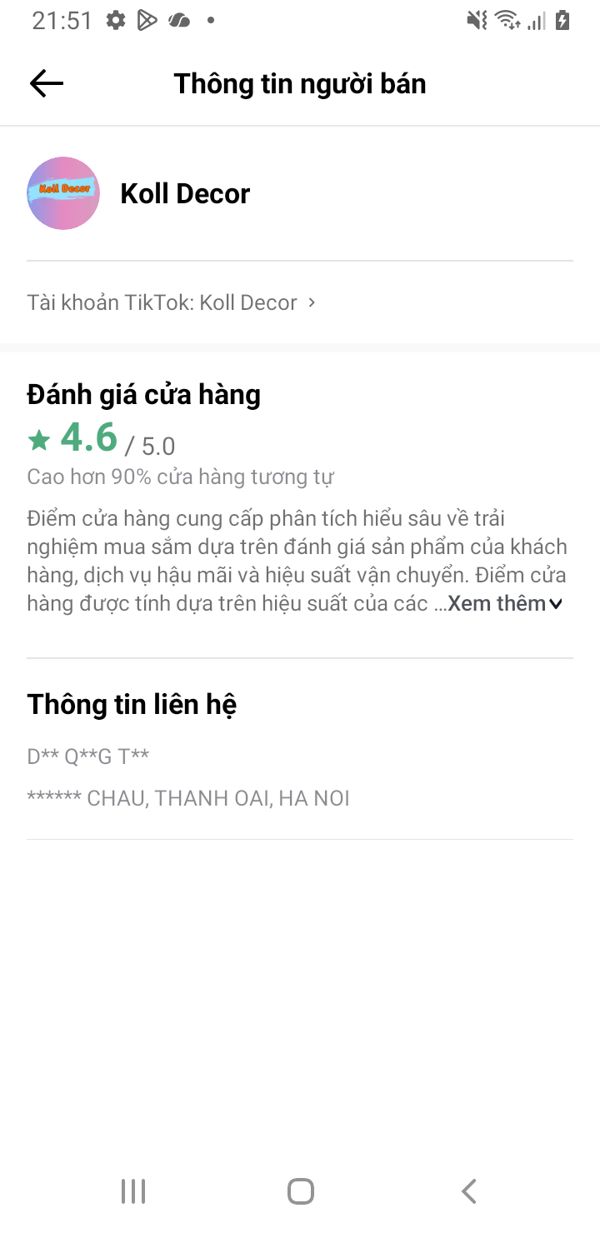 21:51
Thông tin người bán
Koll Decor
Koll Decor
Tài khoản TikTok: Koll Decor >
Đánh giá cửa hàng
4.6 / 5.0
Cao hơn 90% cửa hàng tương tự
Điểm cửa hàng cung cấp phân tích hiểu sâu về trải
nghiệm mua sắm dựa trên đánh giá sản phẩm của khách
hàng, dịch vụ hậu mãi và hiệu suất vận chuyển. Điểm cửa
hàng được tính dựa trên hiệu suất của các ...Xem thêm
Thông tin liên hệ
D** Q**G T**
****** CHAU, THANH OAI, HA NOI